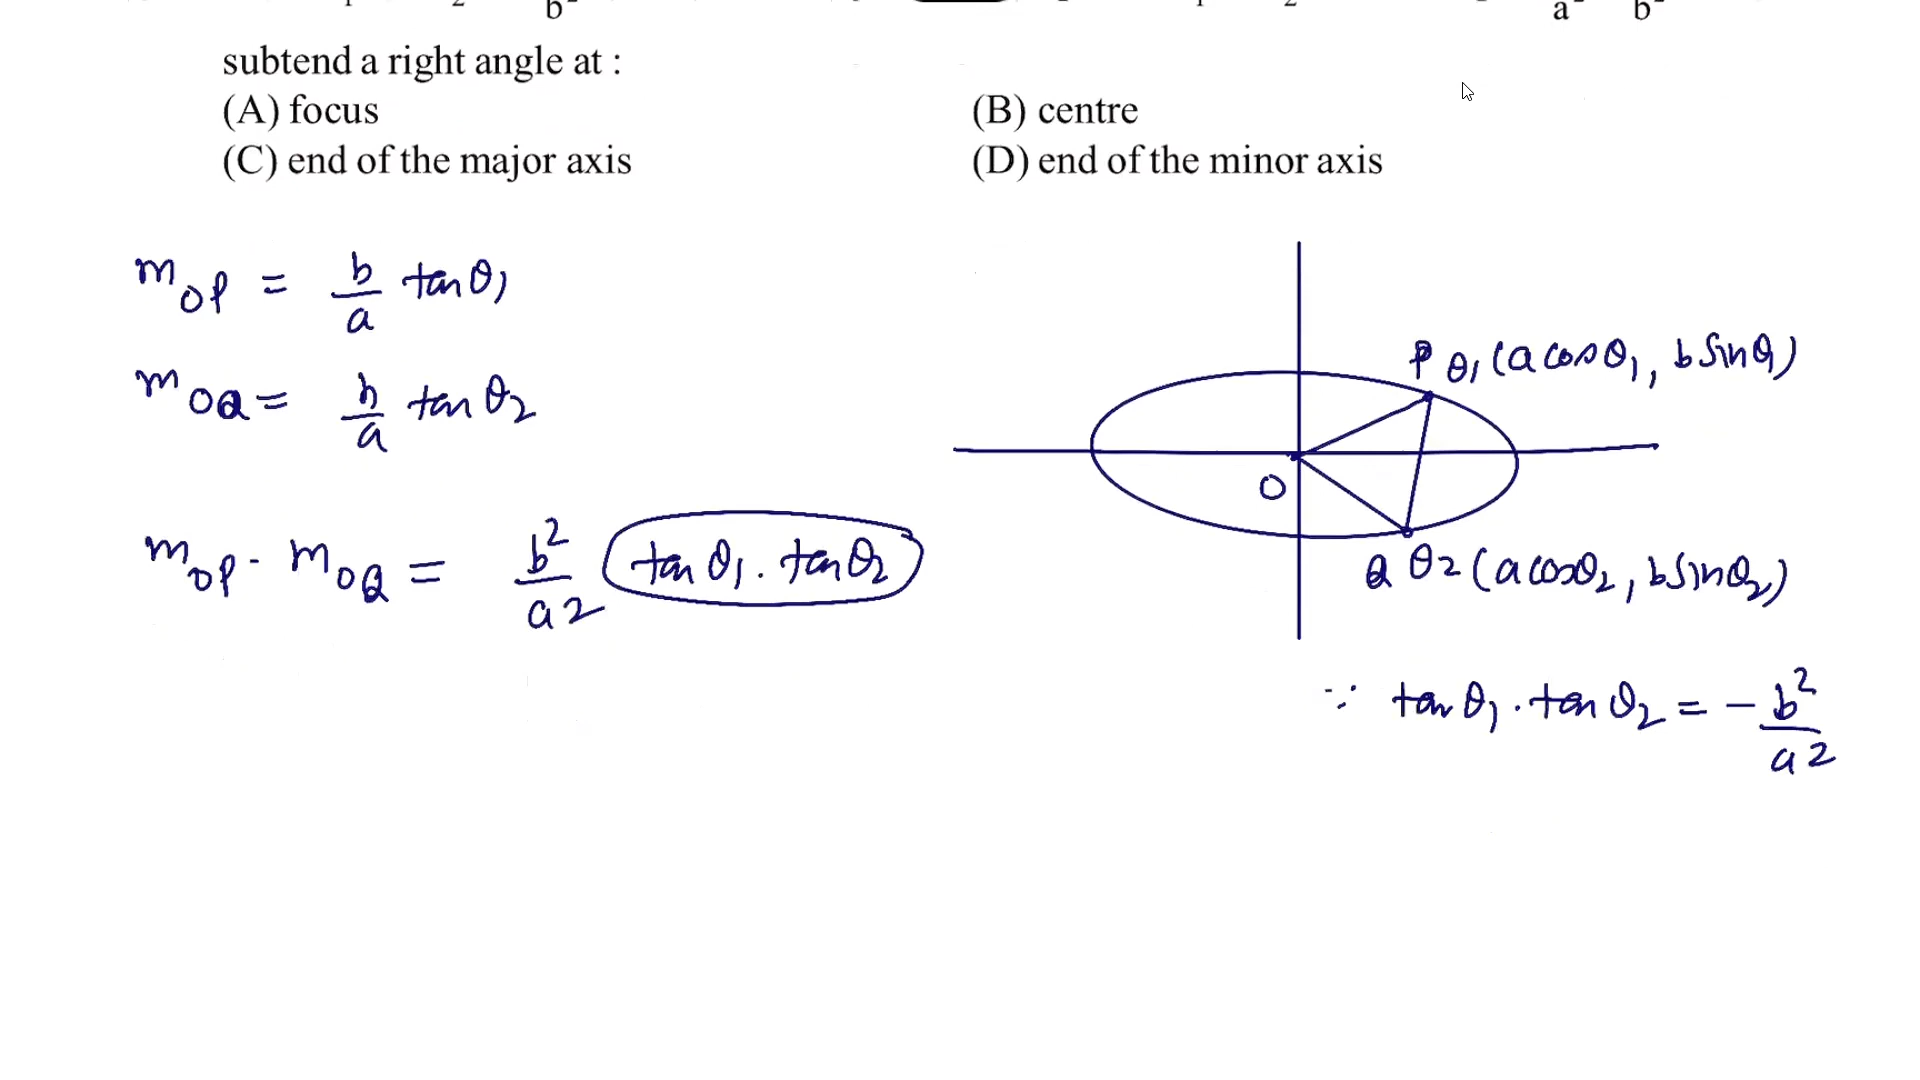 subtend a right angle at :
(A) focus (B) centre
(C) end of the major axis (D) end of the minor axis
m_OP = b/a tanθ₁
m_OQ = b/a tanθ₂
m_OP · m_OQ = b²/a2 tanθ₁ . tanθ₂
P θ₁ (a cosθ₁, b sinθ₁)
O
Q θ2 (a cosθ₂, b sinθ₂)
∵ tanθ₁ . tanθ₂ = - b²/a2